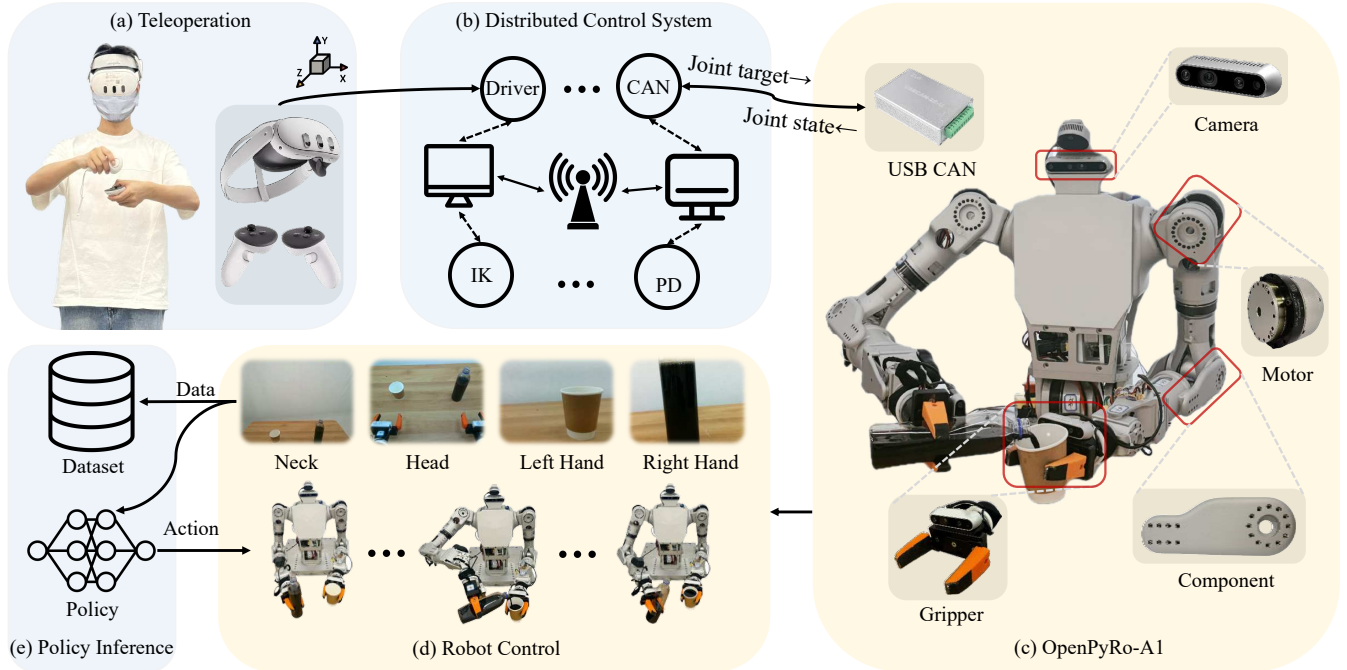 (a) Teleoperation
Y
Z
X
(b) Distributed Control System
Driver
CAN
IK
PD
Joint target→
Joint state←
USB CAN
Camera
Motor
Component
Gripper
(c) OpenPyRo-A1
Dataset
Data
Policy
Action
(e) Policy Inference
Neck
Head
Left Hand
Right Hand
(d) Robot Control